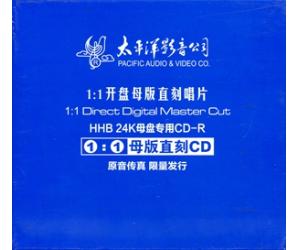 太平洋影音公司
PACIFIC AUDIO & VIDEO CO.
1:1开盘母版直刻唱片
1:1 Direct Digital Master Cut
HHB 24K母盘专用CD-R
1:1母版直刻CD
原音传真 限量发行